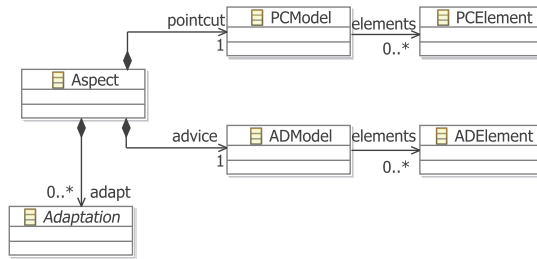 pointcut
1
PCModel
elements
0..*
PCElement
Aspect
advice
1
ADModel
elements
0..*
ADElement
0..*
adapt
Adaptation